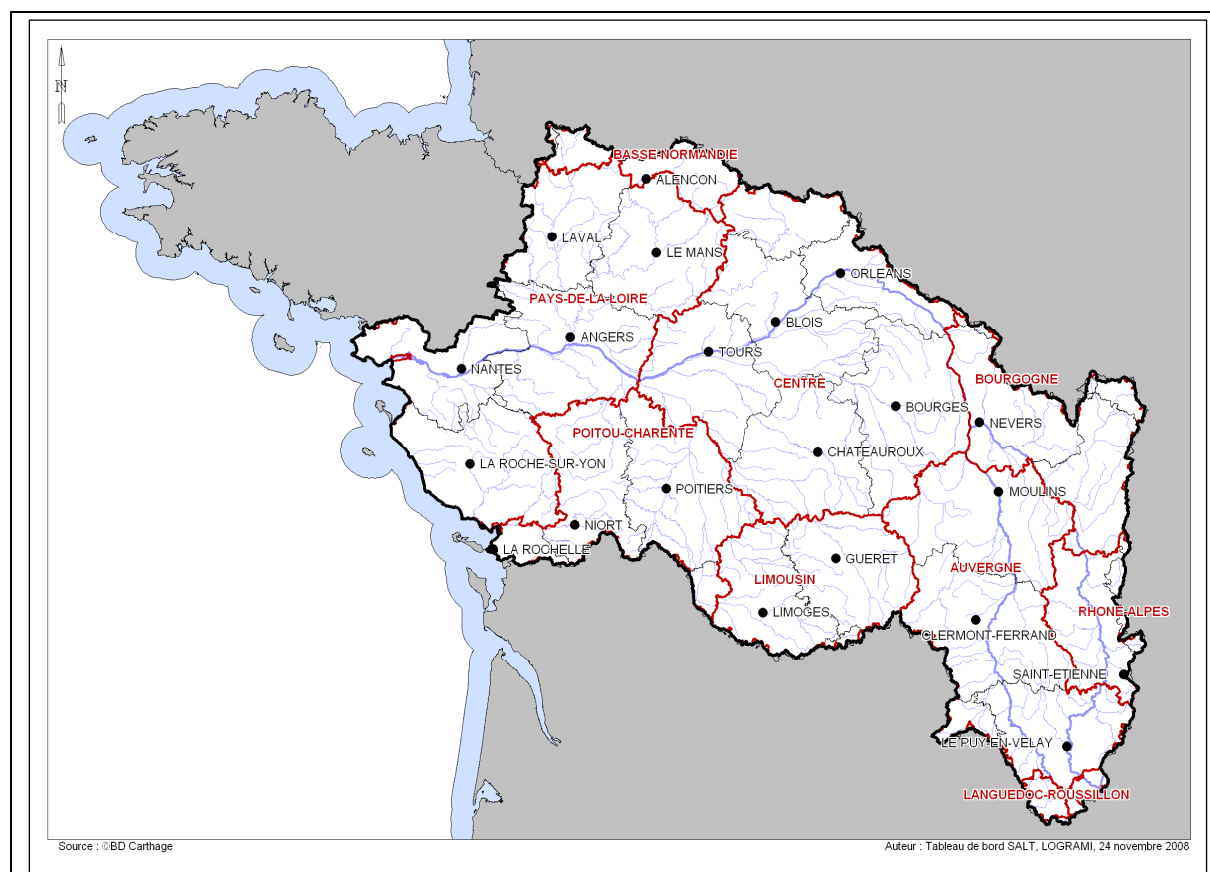 N
BASSE-NORMANDIE
ALENCON
LAVAL
LE MANS
ORLEANS
PAYS-DE-LA-LOIRE
BLOIS
ANGERS
TOURS
NANTES
CENTRE
BOURGOGNE
BOURGES
NEVERS
POITOU-CHARENTE
CHATEAUROUX
LA ROCHE-SUR-YON
POITIERS
MOULINS
NIORT
LA ROCHELLE
GUERET
AUVERGNE
LIMOUSIN
LIMOGES
RHONE-ALPES
CLERMONT-FERRAND
SAINT-ETIENNE
LE PUY-EN-VELAY
LANGUEDOC-ROUSSILLON
Source : ©BD Carthage
Auteur : Tableau de bord SALT, LOGRAMI, 24 novembre 2008